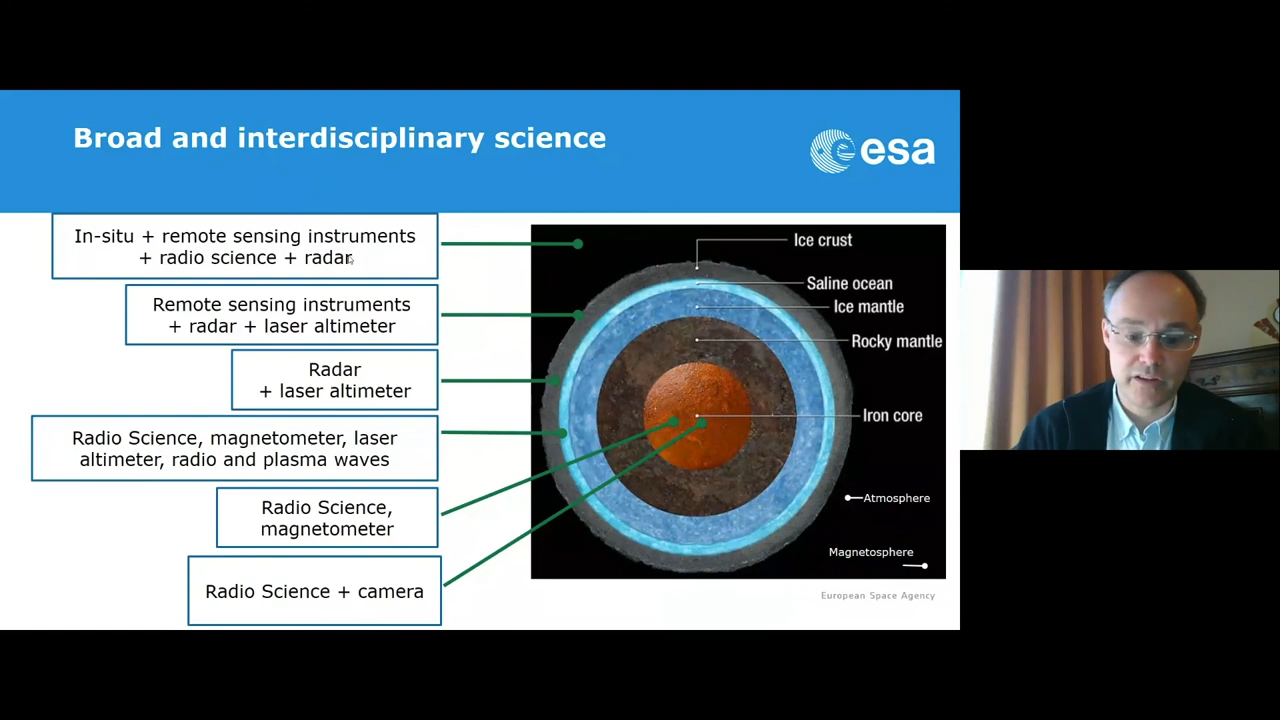 Broad and interdisciplinary science
esa
In-situ + remote sensing instruments
+ radio science + radar
Remote sensing instruments
+ radar + laser altimeter
Radar
+ laser altimeter
Radio Science, magnetometer, laser
altimeter, radio and plasma waves
Radio Science,
magnetometer
Radio Science + camera
Ice crust
Saline ocean
Ice mantle
Rocky mantle
Iron core
Atmosphere
Magnetosphere
European Space Agency